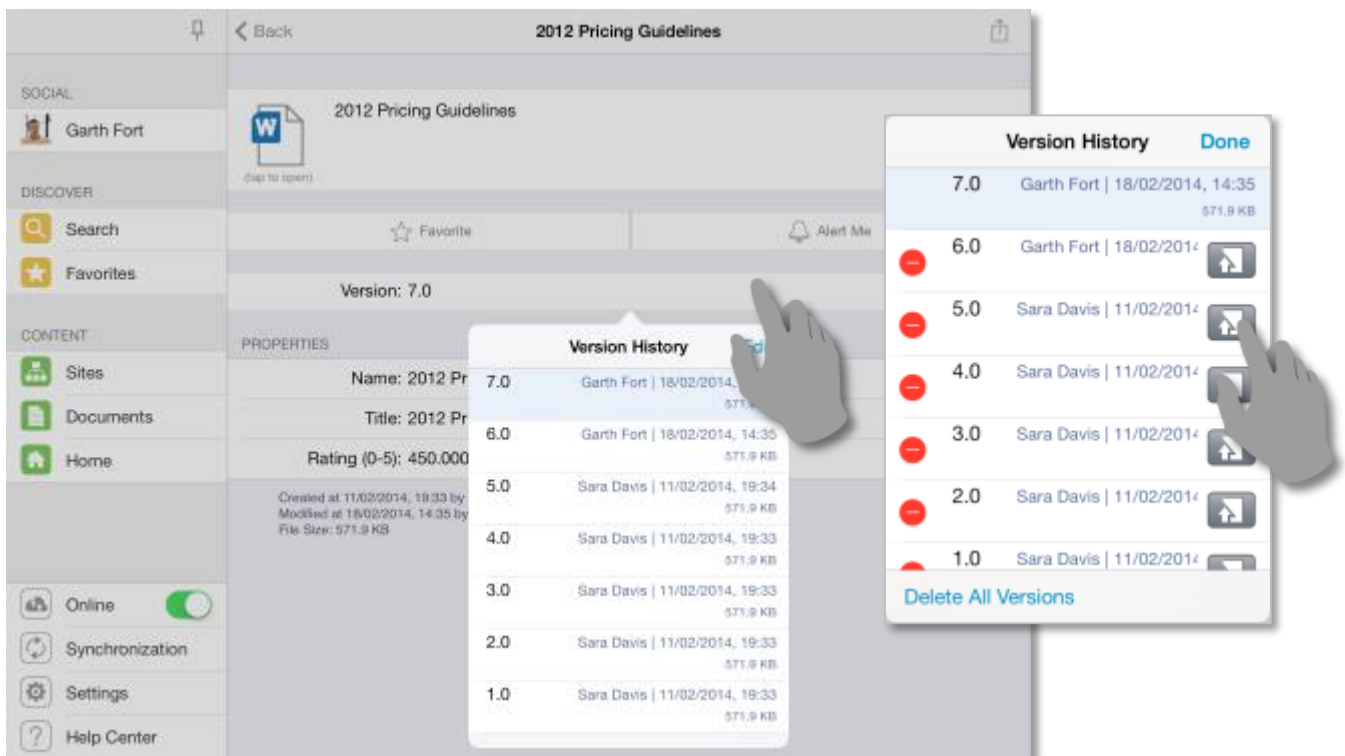 Back
2012 Pricing Guidelines
SOCIAL
Garth Fort
DISCOVER
Search
Favorites
CONTENT
Sites
Documents
Home
Online
Synchronization
Settings
Help Center
W
2012 Pricing Guidelines
(tap to open)
Favorite
Alert Me
Version: 7.0
PROPERTIES
Name: 2012 Pr
Title: 2012 Pr
Rating (0-5): 450.000
Created at 11/02/2014, 19:33 by
Modified at 18/02/2014, 14:35 by
File Size: 571.9 KB
Version History
7.0 Garth Fort | 18/02/2014,
6.0 Garth Fort | 18/02/2014, 14:35
571.9 KB
5.0 Sara Davis | 11/02/2014, 19:34
571.9 KB
4.0 Sara Davis | 11/02/2014, 19:33
571.9 KB
3.0 Sara Davis | 11/02/2014, 19:33
571.9 KB
2.0 Sara Davis | 11/02/2014, 19:33
571.9 KB
1.0 Sara Davis | 11/02/2014, 19:33
571.9 KB
Version History Done
7.0 Garth Fort | 18/02/2014, 14:35
571.9 KB
6.0 Garth Fort | 18/02/201
5.0 Sara Davis | 11/02/201
4.0 Sara Davis | 11/02/201
3.0 Sara Davis | 11/02/201
2.0 Sara Davis | 11/02/201
1.0 Sara Davis | 11/02/201
Delete All Versions